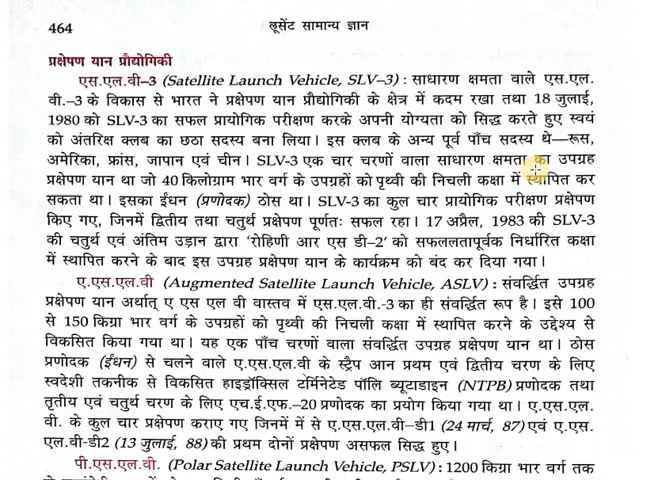 464
लूसेंट सामान्य ज्ञान
प्रक्षेपण यान प्रौद्योगिकी
एस.एल.वी–3 (Satellite Launch Vehicle, SLV–3) : साधारण क्षमता वाले एस.एल.
वी.–3 के विकास से भारत ने प्रक्षेपण यान प्रौद्योगिकी के क्षेत्र में कदम रखा तथा 18 जुलाई,
1980 को SLV-3 का सफल प्रायोगिक परीक्षण करके अपनी योग्यता को सिद्ध करते हुए स्वयं
को अंतरिक्ष क्लब का छठा सदस्य बना लिया। इस क्लब के अन्य पूर्व पाँच सदस्य थे—रूस,
अमेरिका, फ्रांस, जापान एवं चीन। SLV-3 एक चार चरणों वाला साधारण क्षमता का उपग्रह
प्रक्षेपण यान था जो 40 किलोग्राम भार वर्ग के उपग्रहों को पृथ्वी की निचली कक्षा में स्थापित कर
सकता था। इसका ईंधन (प्रणोदक) ठोस था। SLV-3 का कुल चार प्रायोगिक परीक्षण प्रक्षेपण
किए गए, जिनमें द्वितीय तथा चतुर्थ प्रक्षेपण पूर्णतः सफल रहा। 17 अप्रैल, 1983 की SLV-3
की चतुर्थ एवं अंतिम उड़ान द्वारा 'रोहिणी आर एस डी–2' को सफललतापूर्वक निर्धारित कक्षा
में स्थापित करने के बाद इस उपग्रह प्रक्षेपण यान के कार्यक्रम को बंद कर दिया गया।
ए.एस.एल.वी (Augmented Satellite Launch Vehicle, ASLV) : संवर्द्धित उपग्रह
प्रक्षेपण यान अर्थात् ए एस एल वी वास्तव में एस.एल.वी.-3 का ही संवर्द्धित रूप है। इसे 100
से 150 किग्रा भार वर्ग के उपग्रहों को पृथ्वी की निचली कक्षा में स्थापित करने के उद्देश्य से
विकसित किया गया था। यह एक पाँच चरणों वाला संवर्द्धित उपग्रह प्रक्षेपण यान था। ठोस
प्रणोदक (ईंधन) से चलने वाले ए.एस.एल.वी के स्ट्रैप आन प्रथम एवं द्वितीय चरण के लिए
स्वदेशी तकनीक से विकसित हाइड्रॉक्सिल टर्मिनेटेड पॉलि ब्यूटाडाइन (NTPB) प्रणोदक तथा
तृतीय एवं चतुर्थ चरण के लिए एच.ई.एफ.–20 प्रणोदक का प्रयोग किया गया था। ए.एस.एल.
वी. के कुल चार प्रक्षेपण कराए गए जिनमें में से ए.एस.एल.वी–डी1 (24 मार्च, 87) एवं ए.एस.
एल.वी-डी2 (13 जुलाई, 88) की प्रथम दोनों प्रक्षेपण असफल सिद्ध हुए।
पी.एस.एल.वी. (Polar Satellite Launch Vehicle, PSLV) : 1200 किग्रा भार वर्ग तक